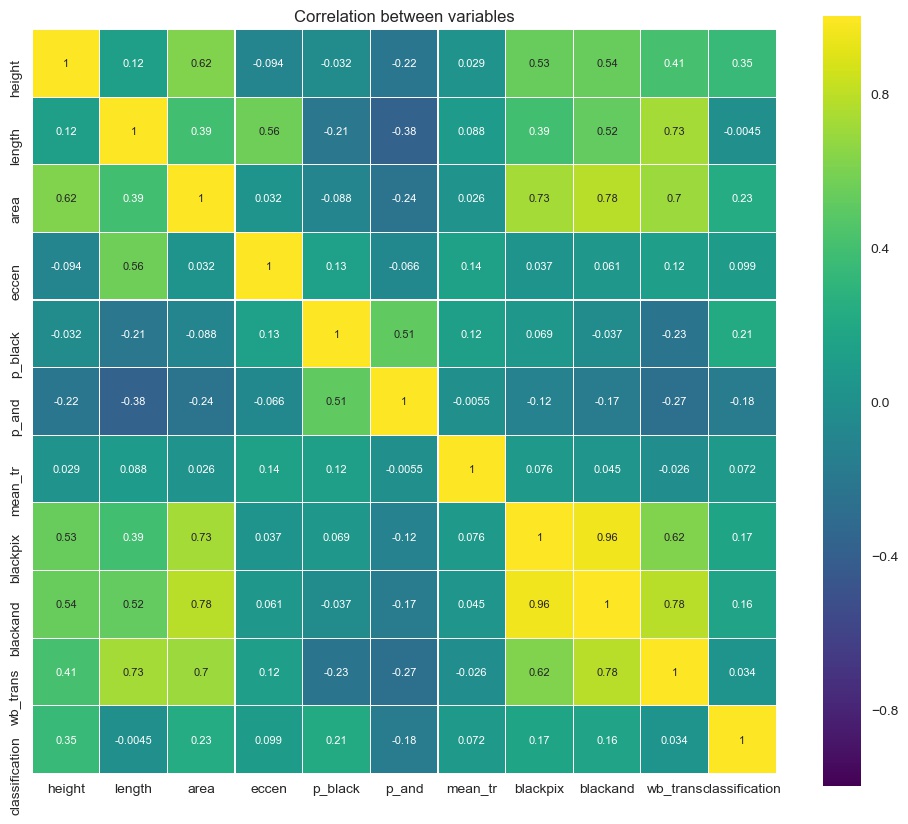 Correlation between variables
height 1 0.12 0.62 -0.094 -0.032 -0.22 0.029 0.53 0.54 0.41 0.35
length 0.12 1 0.39 0.56 -0.21 -0.38 0.088 0.39 0.52 0.73 -0.0045
area 0.62 0.39 1 0.032 -0.088 -0.24 0.026 0.73 0.78 0.7 0.23
eccen -0.094 0.56 0.032 1 0.13 -0.066 0.14 0.037 0.061 0.12 0.099
p_black -0.032 -0.21 -0.088 0.13 1 0.51 0.12 0.069 -0.037 -0.23 0.21
p_and -0.22 -0.38 -0.24 -0.066 0.51 1 -0.0055 -0.12 -0.17 -0.27 -0.18
mean_tr 0.029 0.088 0.026 0.14 0.12 -0.0055 1 0.076 0.045 -0.026 0.072
blackpix 0.53 0.39 0.73 0.037 0.069 -0.12 0.076 1 0.96 0.62 0.17
blackand 0.54 0.52 0.78 0.061 -0.037 -0.17 0.045 0.96 1 0.78 0.16
wb_trans 0.41 0.73 0.7 0.12 -0.23 -0.27 -0.026 0.62 0.78 1 0.034
classification 0.35 -0.0045 0.23 0.099 0.21 -0.18 0.072 0.17 0.16 0.034 1
height length area eccen p_black p_and mean_tr blackpix blackand wb_trans classification
0.8
0.4
0.0
−0.4
−0.8